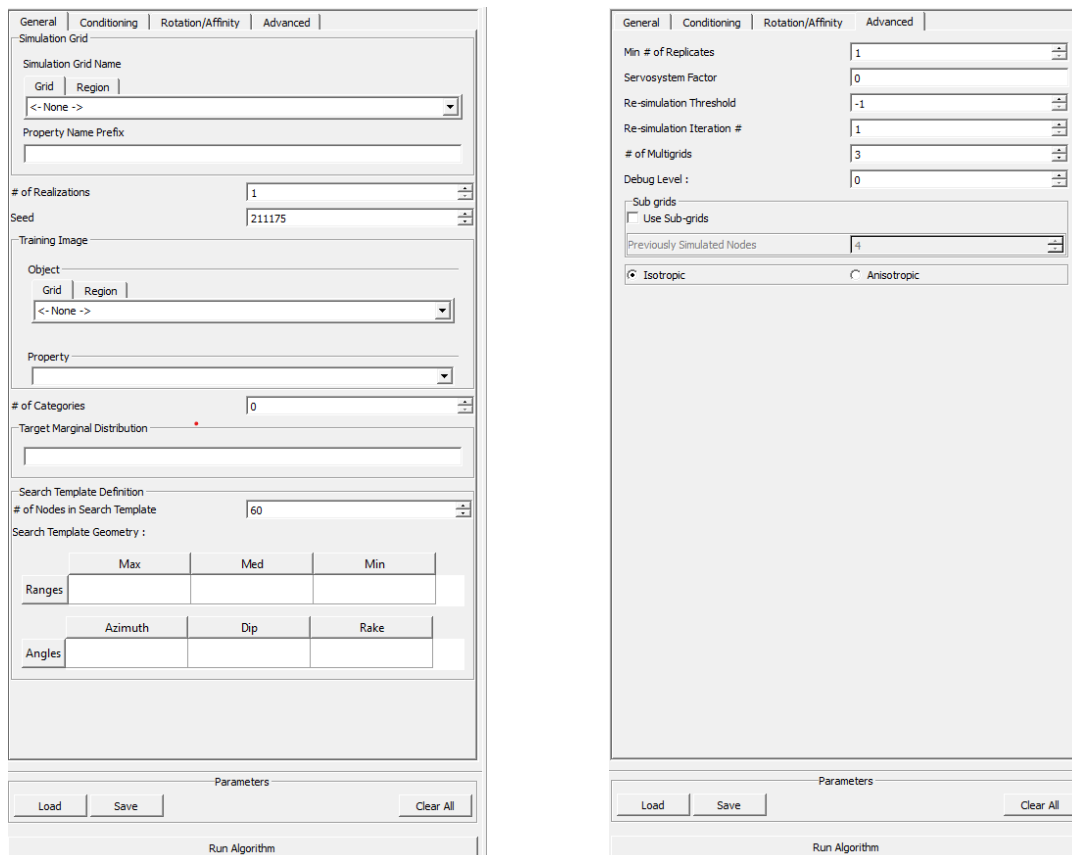 General Conditioning Rotation/Affinity Advanced
Simulation Grid
Simulation Grid Name
Grid Region
<- None ->
Property Name Prefix
# of Realizations 1
Seed 211175
Training Image
Object
Grid Region
<- None ->
Property
# of Categories 0
Target Marginal Distribution
Search Template Definition
# of Nodes in Search Template 60
Search Template Geometry :
Max Med Min
Ranges
Azimuth Dip Rake
Angles
Parameters
Load Save Clear All
Run Algorithm
General Conditioning Rotation/Affinity Advanced
Min # of Replicates 1
Servosystem Factor 0
Re-simulation Threshold -1
Re-simulation Iteration # 1
# of Multigrids 3
Debug Level : 0
Sub grids
Use Sub-grids
Previously Simulated Nodes 4
Isotropic Anisotropic
Parameters
Load Save Clear All
Run Algorithm